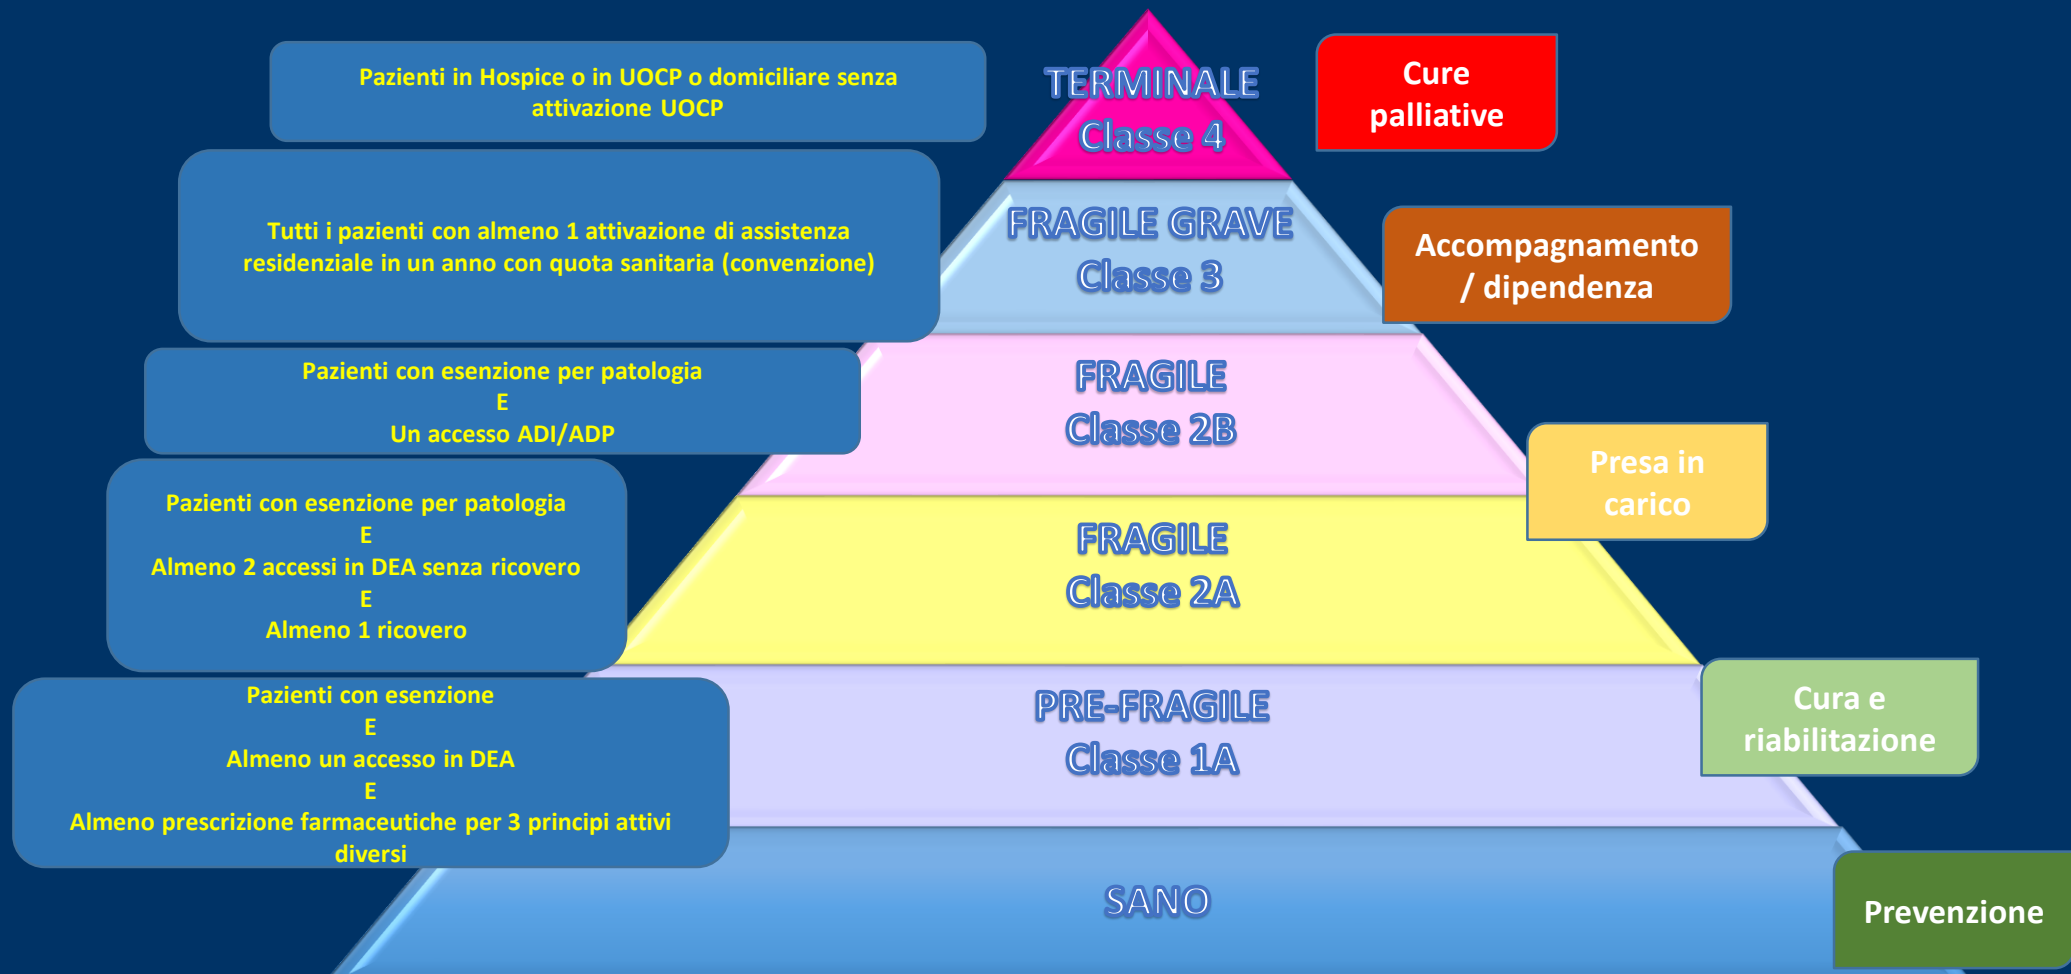 Pazienti in Hospice o in UOCP o domiciliare senza
attivazione UOCP
TERMINALE
Classe 4
Cure
palliative
Tutti i pazienti con almeno 1 attivazione di assistenza
residenziale in un anno con quota sanitaria (convenzione)
FRAGILE GRAVE
Classe 3
Accompagnamento
/ dipendenza
Pazienti con esenzione per patologia
E
Un accesso ADI/ADP
FRAGILE
Classe 2B
Presa in
carico
Pazienti con esenzione per patologia
E
Almeno 2 accessi in DEA senza ricovero
E
Almeno 1 ricovero
FRAGILE
Classe 2A
Pazienti con esenzione
E
Almeno un accesso in DEA
E
Almeno prescrizione farmaceutiche per 3 principi attivi
diversi
PRE-FRAGILE
Classe 1A
Cura e
riabilitazione
SANO
Prevenzione